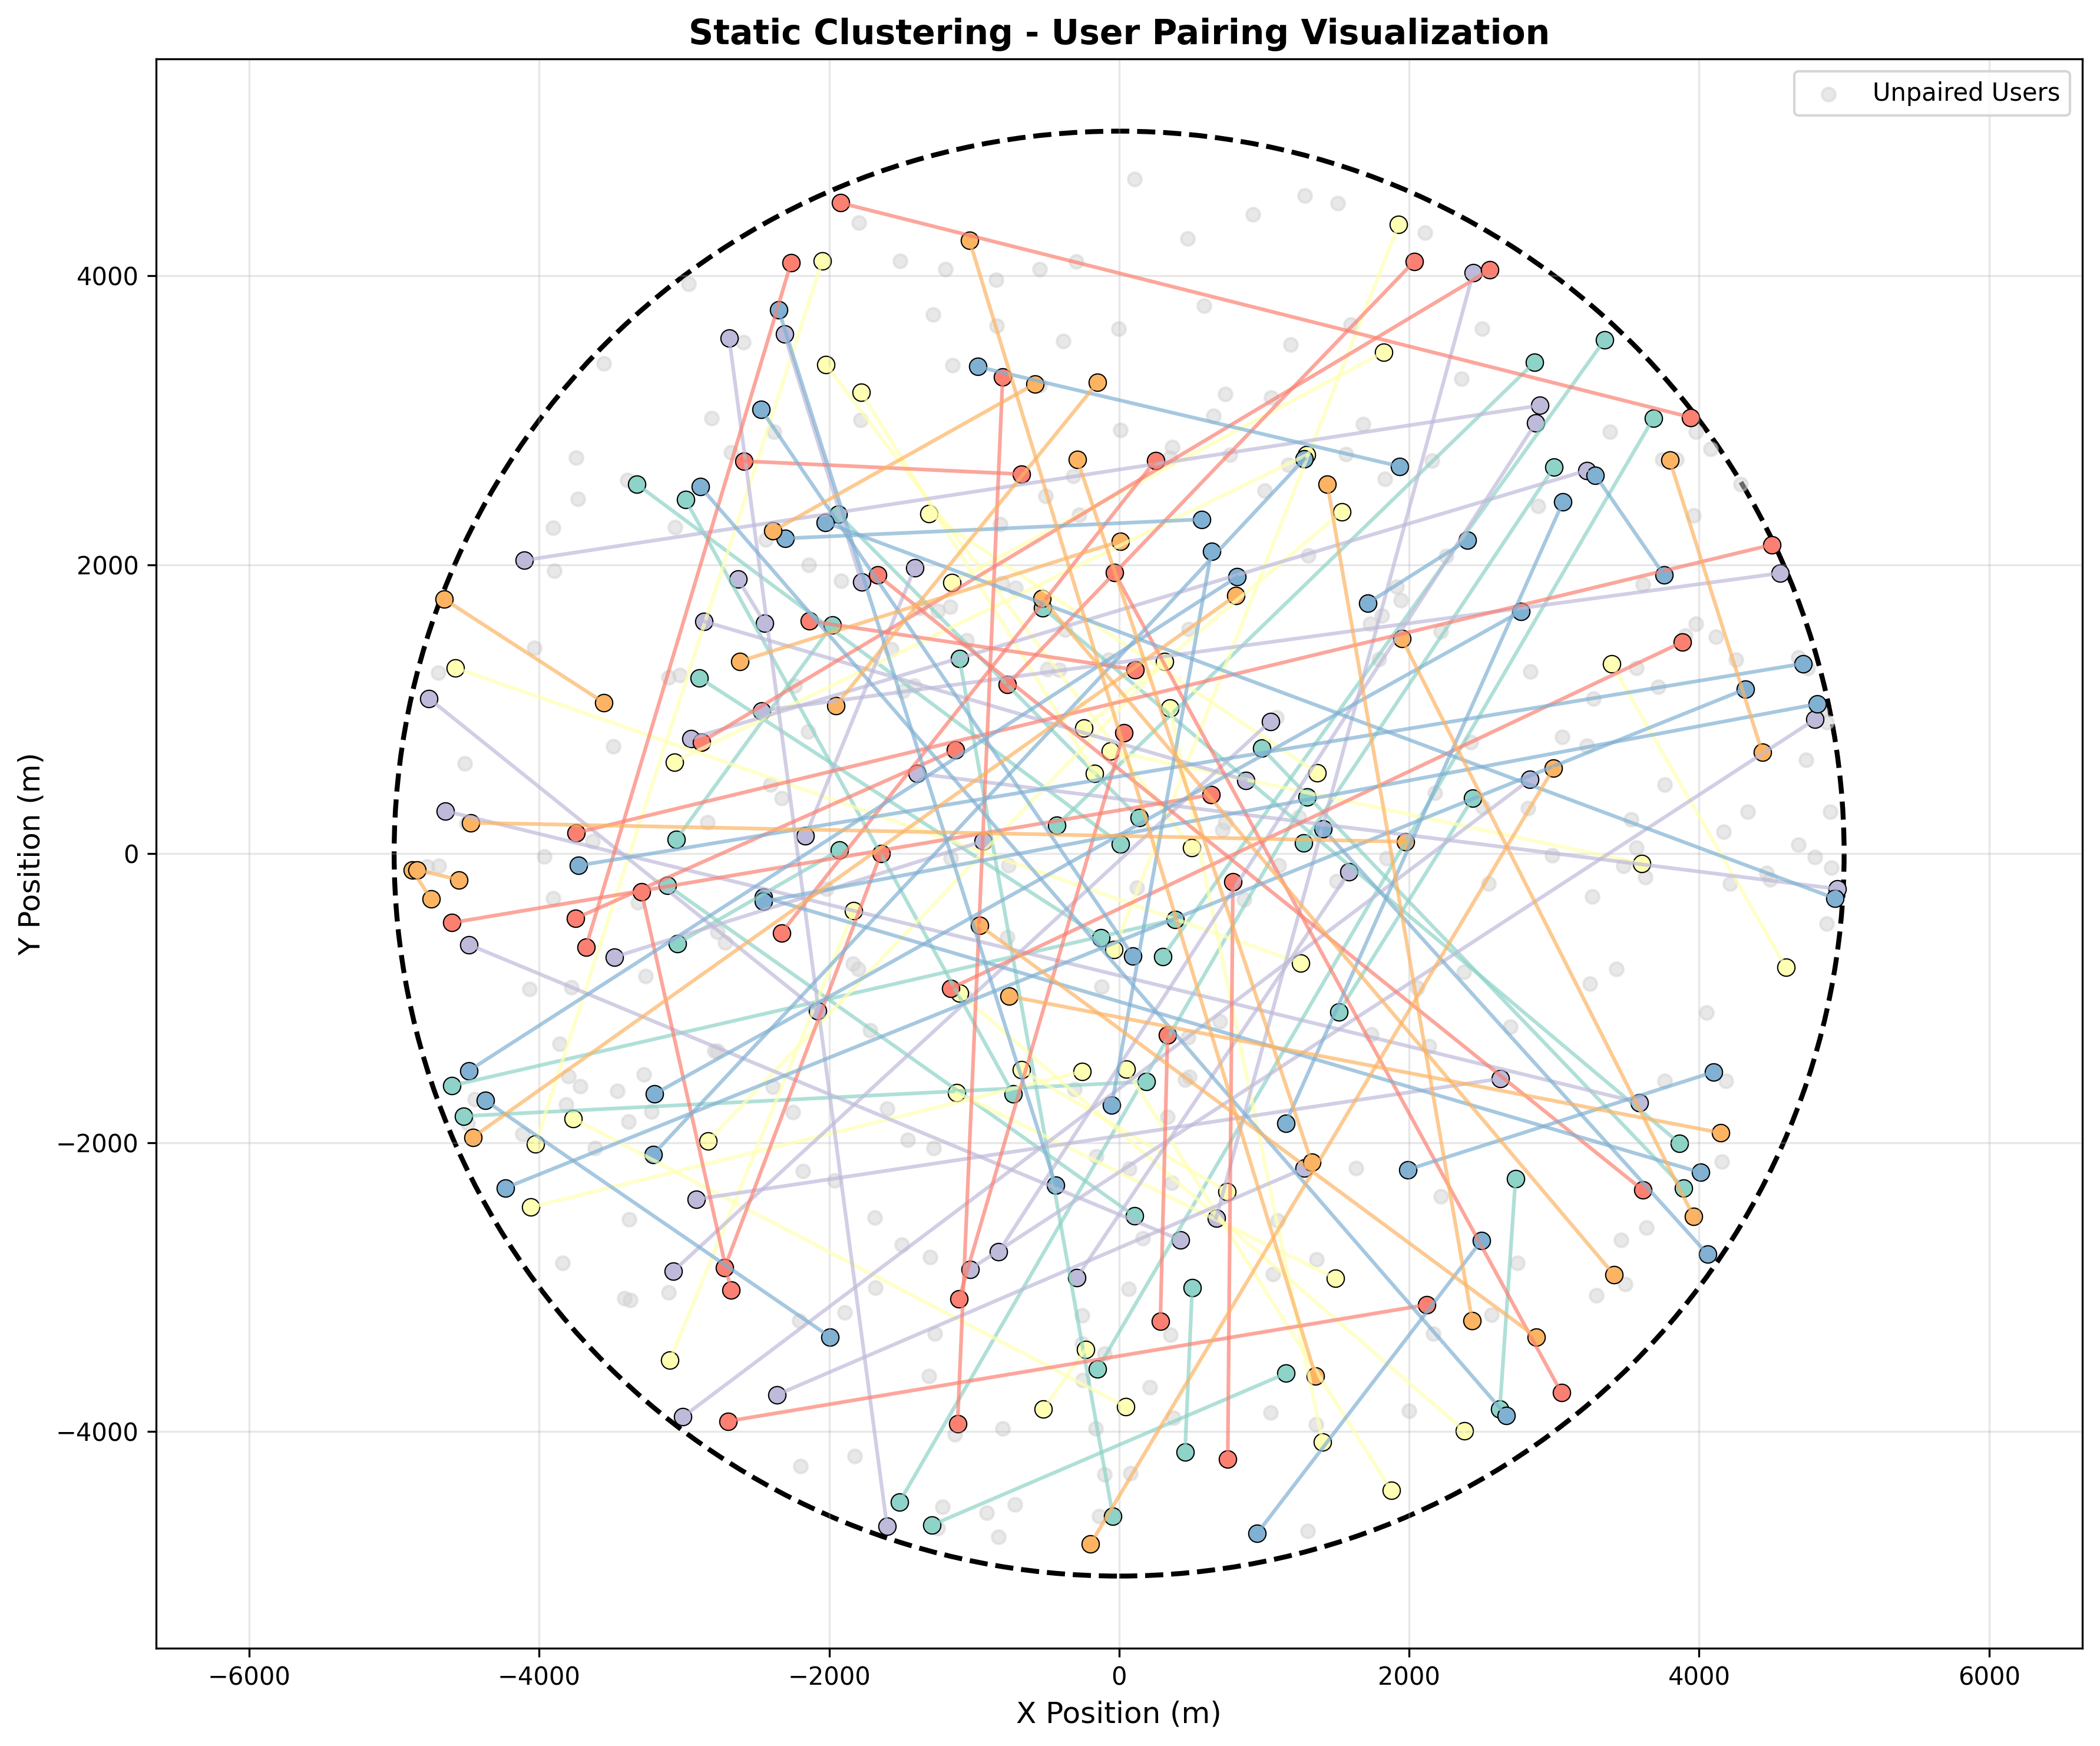 Static Clustering - User Pairing Visualization
Unpaired Users
4000
2000
0
−2000
−4000
Y Position (m)
−6000 −4000 −2000 0 2000 4000 6000
X Position (m)